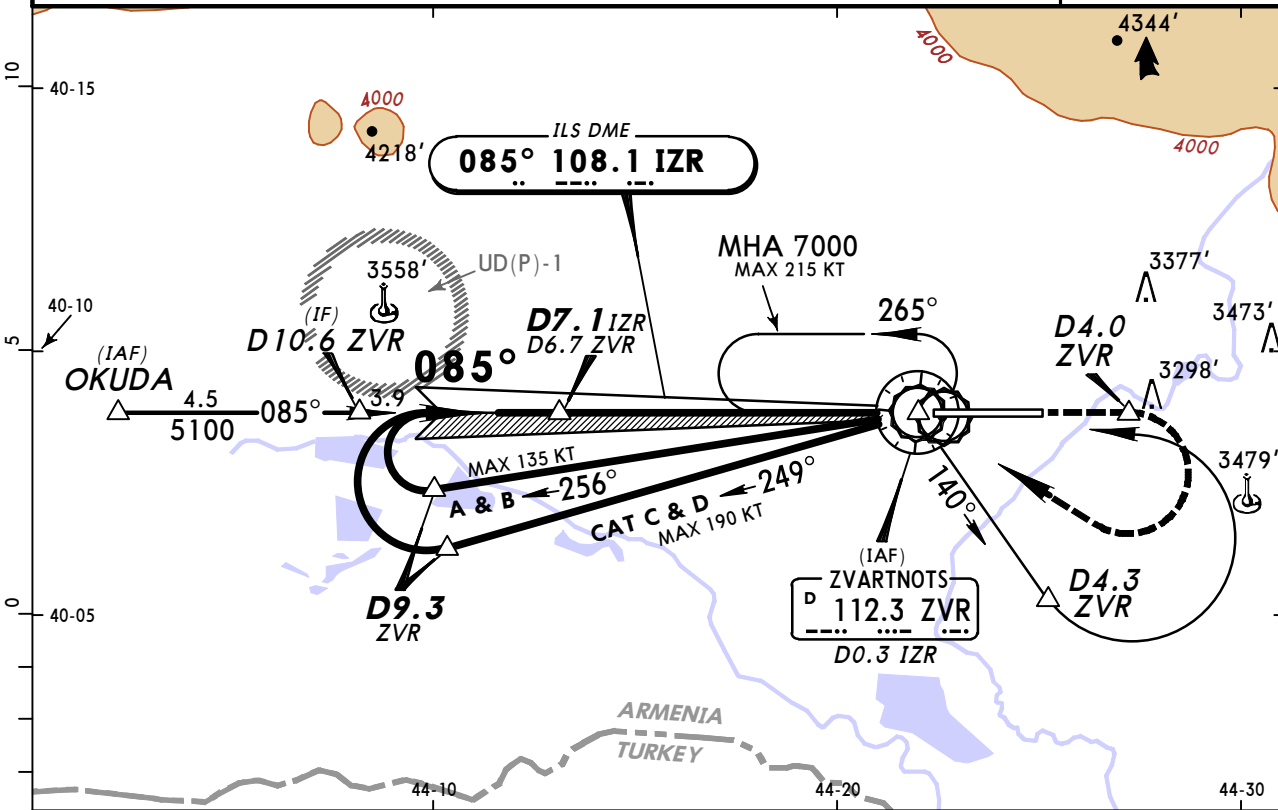 4344'
4000
10
40-15
4000
4218'
4000
ILS DME
085° 108.1 IZR
MHA 7000
MAX 215 KT
3377'
3558'
UD(P)-1
40-10
265°
3473'
(IF)
D10.6 ZVR
D7.1 IZR
D6.7 ZVR
D4.0
ZVR
5
(IAF)
OKUDA
085°
3298'
4.5
085°
3.9
5100
MAX 135 KT
A & B
256°
249°
CAT C & D
MAX 190 KT
140°
3479'
(IAF)
ZVARTNOTS
D 112.3 ZVR
D0.3 IZR
D4.3
ZVR
D9.3
ZVR
0
40-05
ARMENIA
TURKEY
44-10
44-20
44-30